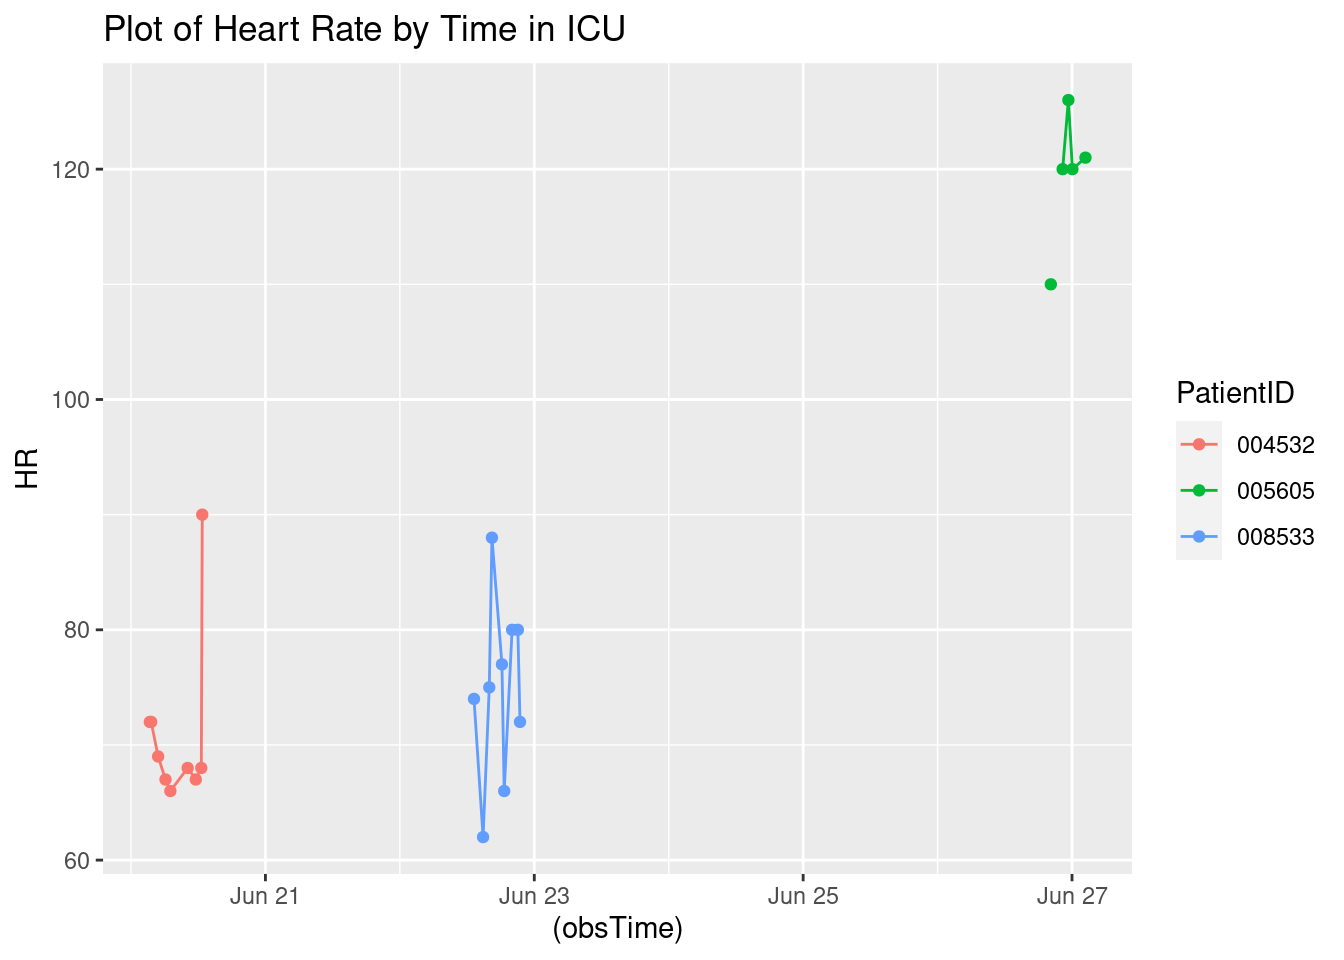 Plot of Heart Rate by Time in ICU
120
100
80
60
HR
Jun 21
Jun 23
Jun 25
Jun 27
(obsTime)
PatientID
004532
005605
008533